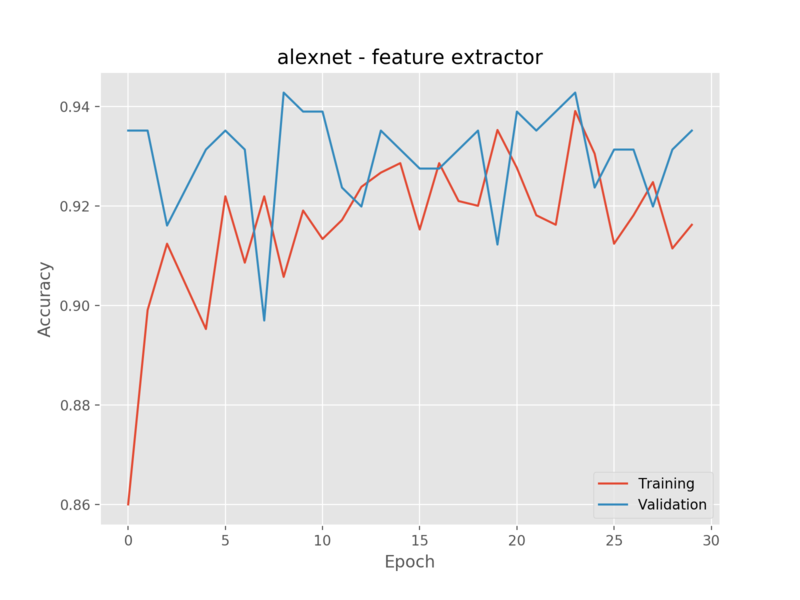 alexnet - feature extractor
0.94
0.92
0.90
0.88
0.86
Accuracy
Training
Validation
0 5 10 15 20 25 30
Epoch